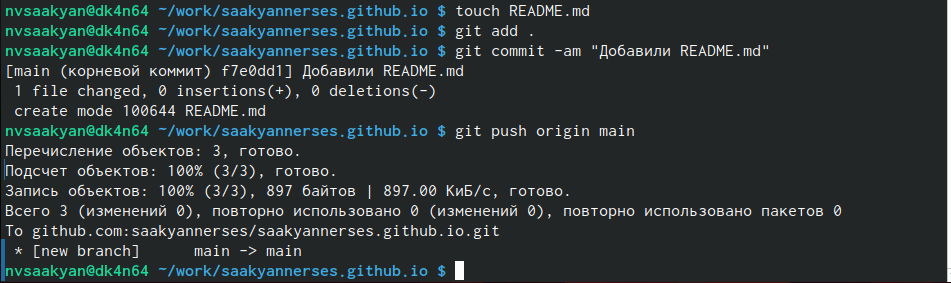 nvsaakyan@dk4n64 ~/work/saakyannerses.github.io $ touch README.md
nvsaakyan@dk4n64 ~/work/saakyannerses.github.io $ git add .
nvsaakyan@dk4n64 ~/work/saakyannerses.github.io $ git commit -am "Добавили README.md"
[main (корневой коммит) f7e0dd1] Добавили README.md
 1 file changed, 0 insertions(+), 0 deletions(-)
 create mode 100644 README.md
nvsaakyan@dk4n64 ~/work/saakyannerses.github.io $ git push origin main
Перечисление объектов: 3, готово.
Подсчет объектов: 100% (3/3), готово.
Запись объектов: 100% (3/3), 897 байтов | 897.00 КиБ/с, готово.
Всего 3 (изменений 0), повторно использовано 0 (изменений 0), повторно использовано пакетов 0
To github.com:saakyannerses/saakyannerses.github.io.git
 * [new branch]      main -> main
nvsaakyan@dk4n64 ~/work/saakyannerses.github.io $